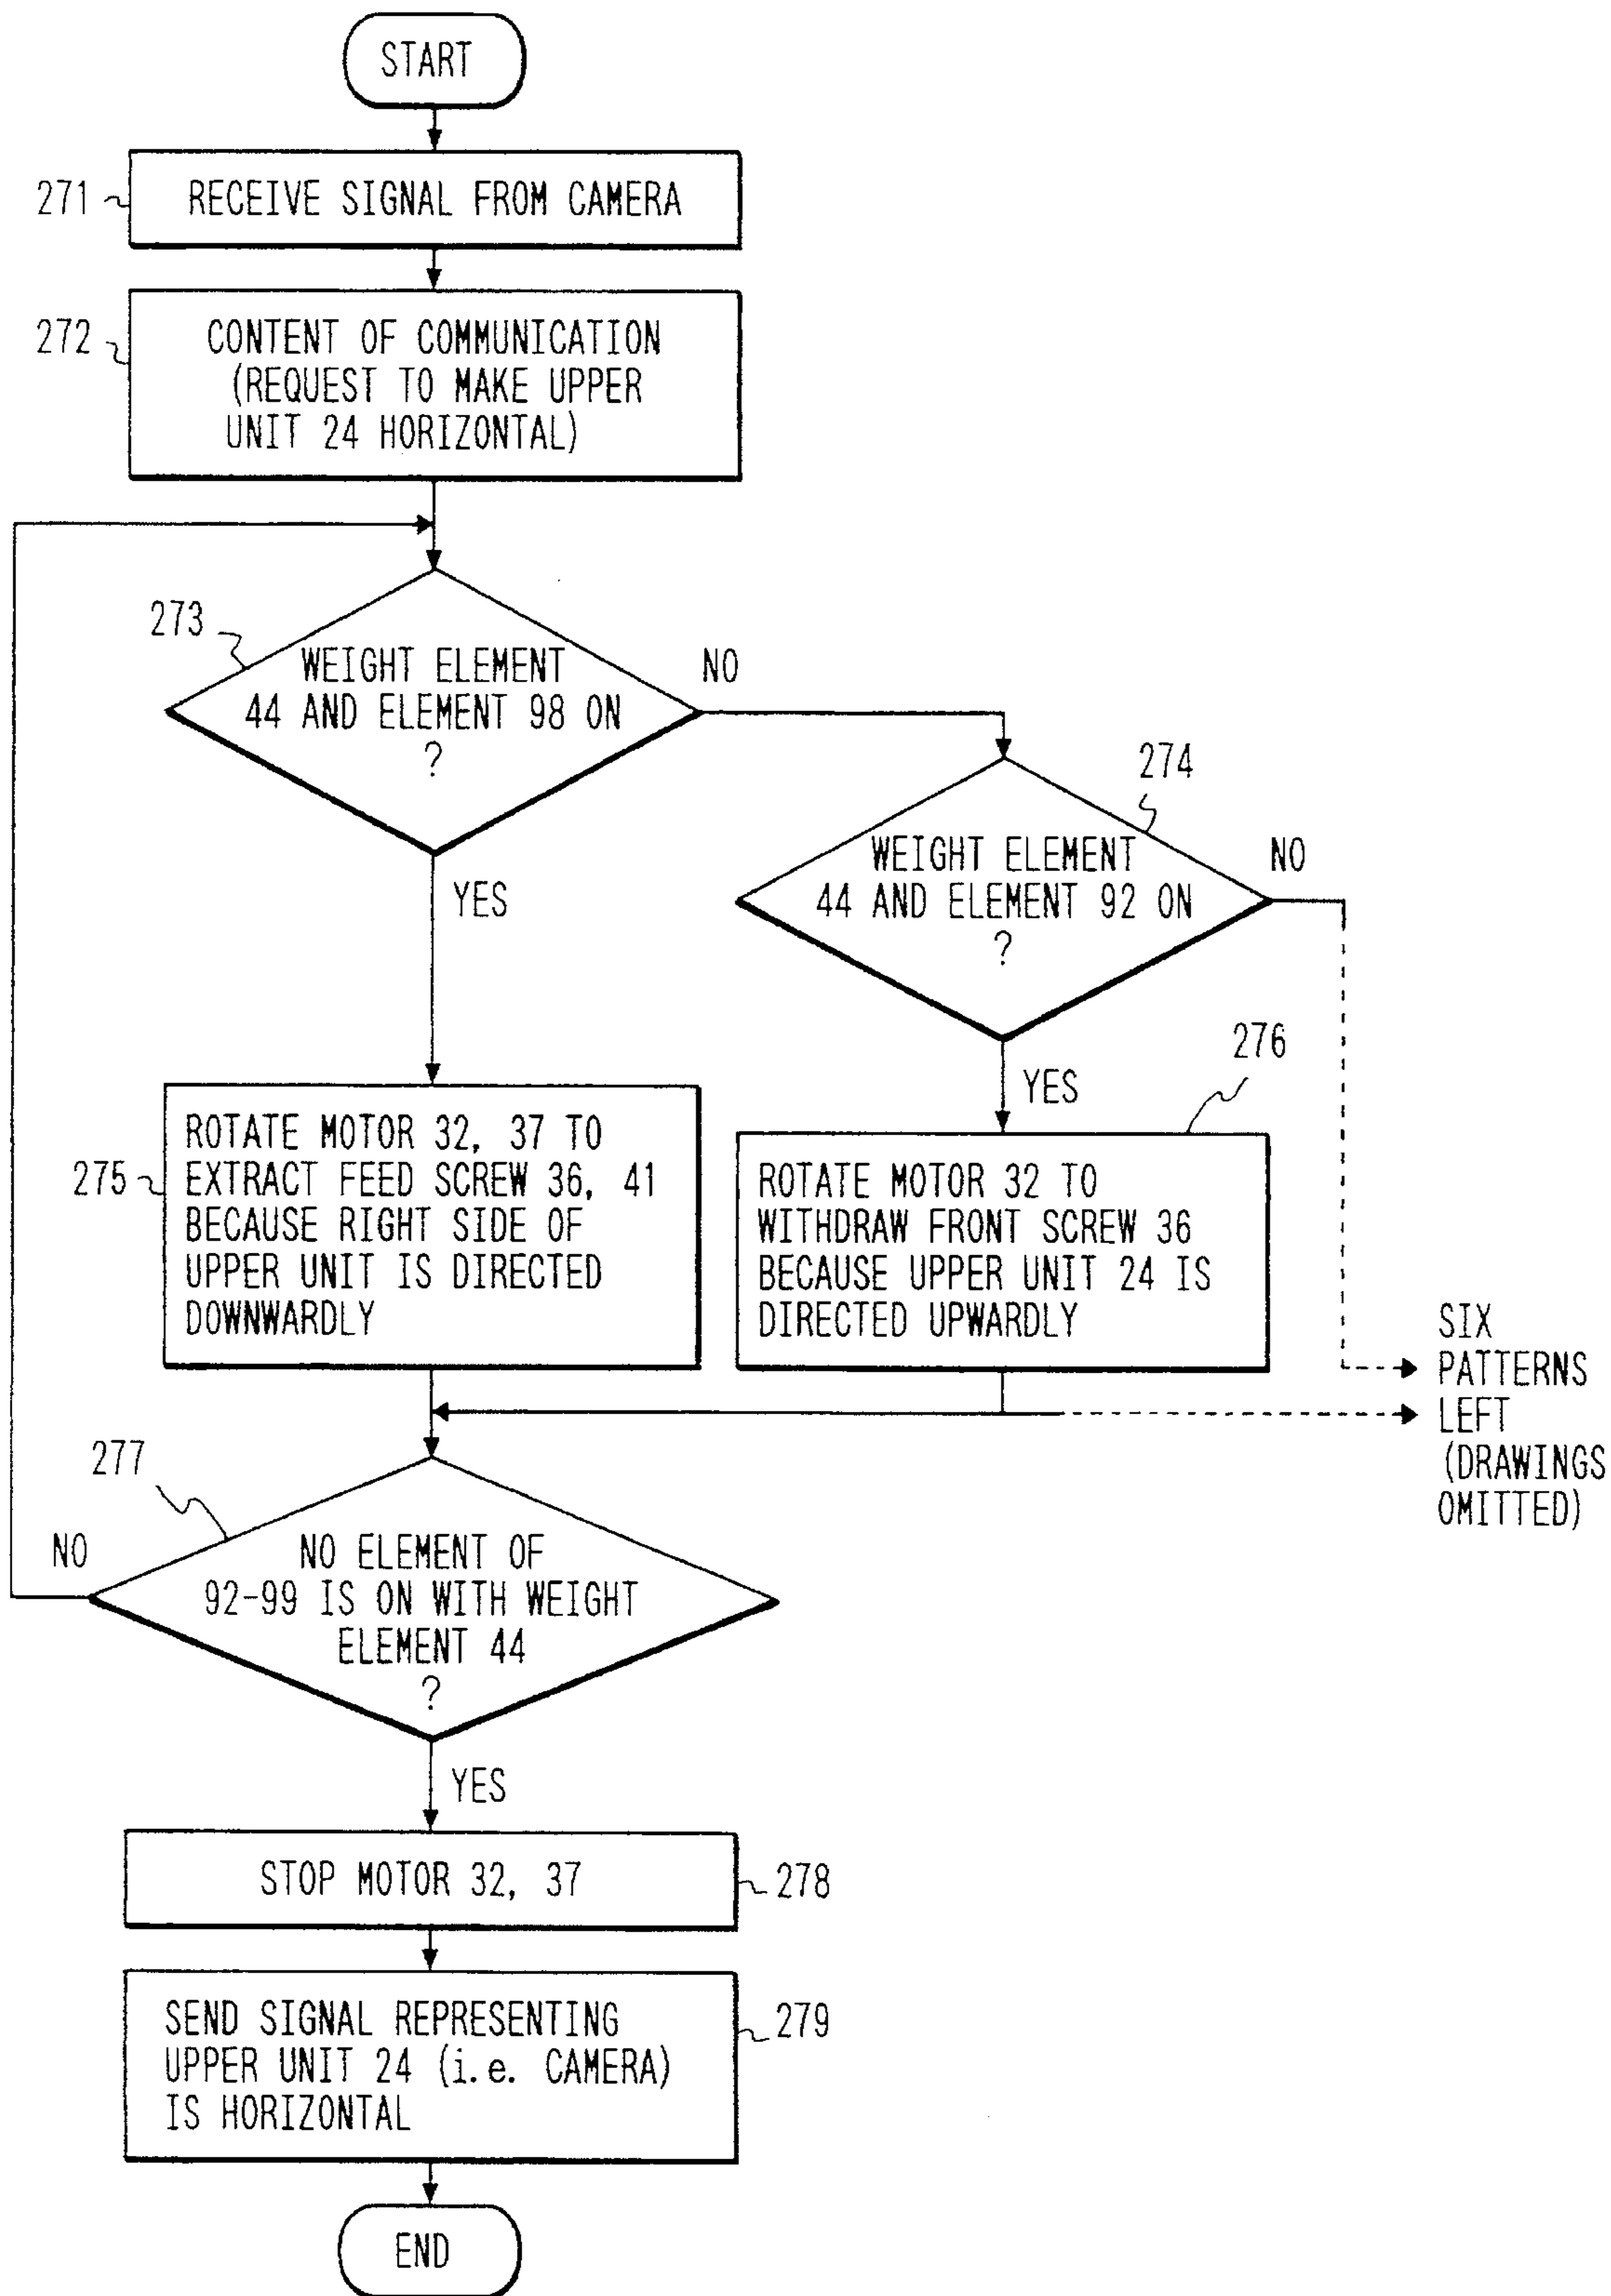 START
271
RECEIVE SIGNAL FROM CAMERA
272
CONTENT OF COMMUNICATION
(REQUEST TO MAKE UPPER
UNIT 24 HORIZONTAL)
273
WEIGHT ELEMENT
44 AND ELEMENT 98 ON
?
NO
YES
274
WEIGHT ELEMENT
44 AND ELEMENT 92 ON
?
NO
YES
275
ROTATE MOTOR 32, 37 TO
EXTRACT FEED SCREW 36, 41
BECAUSE RIGHT SIDE OF
UPPER UNIT IS DIRECTED
DOWNWARDLY
276
ROTATE MOTOR 32 TO
WITHDRAW FRONT SCREW 36
BECAUSE UPPER UNIT 24 IS
DIRECTED UPWARDLY
SIX
PATTERNS
LEFT
(DRAWINGS
OMITTED)
277
NO ELEMENT OF
92-99 IS ON WITH WEIGHT
ELEMENT 44
?
NO
YES
STOP MOTOR 32, 37
278
SEND SIGNAL REPRESENTING
UPPER UNIT 24 (i.e. CAMERA)
IS HORIZONTAL
279
END